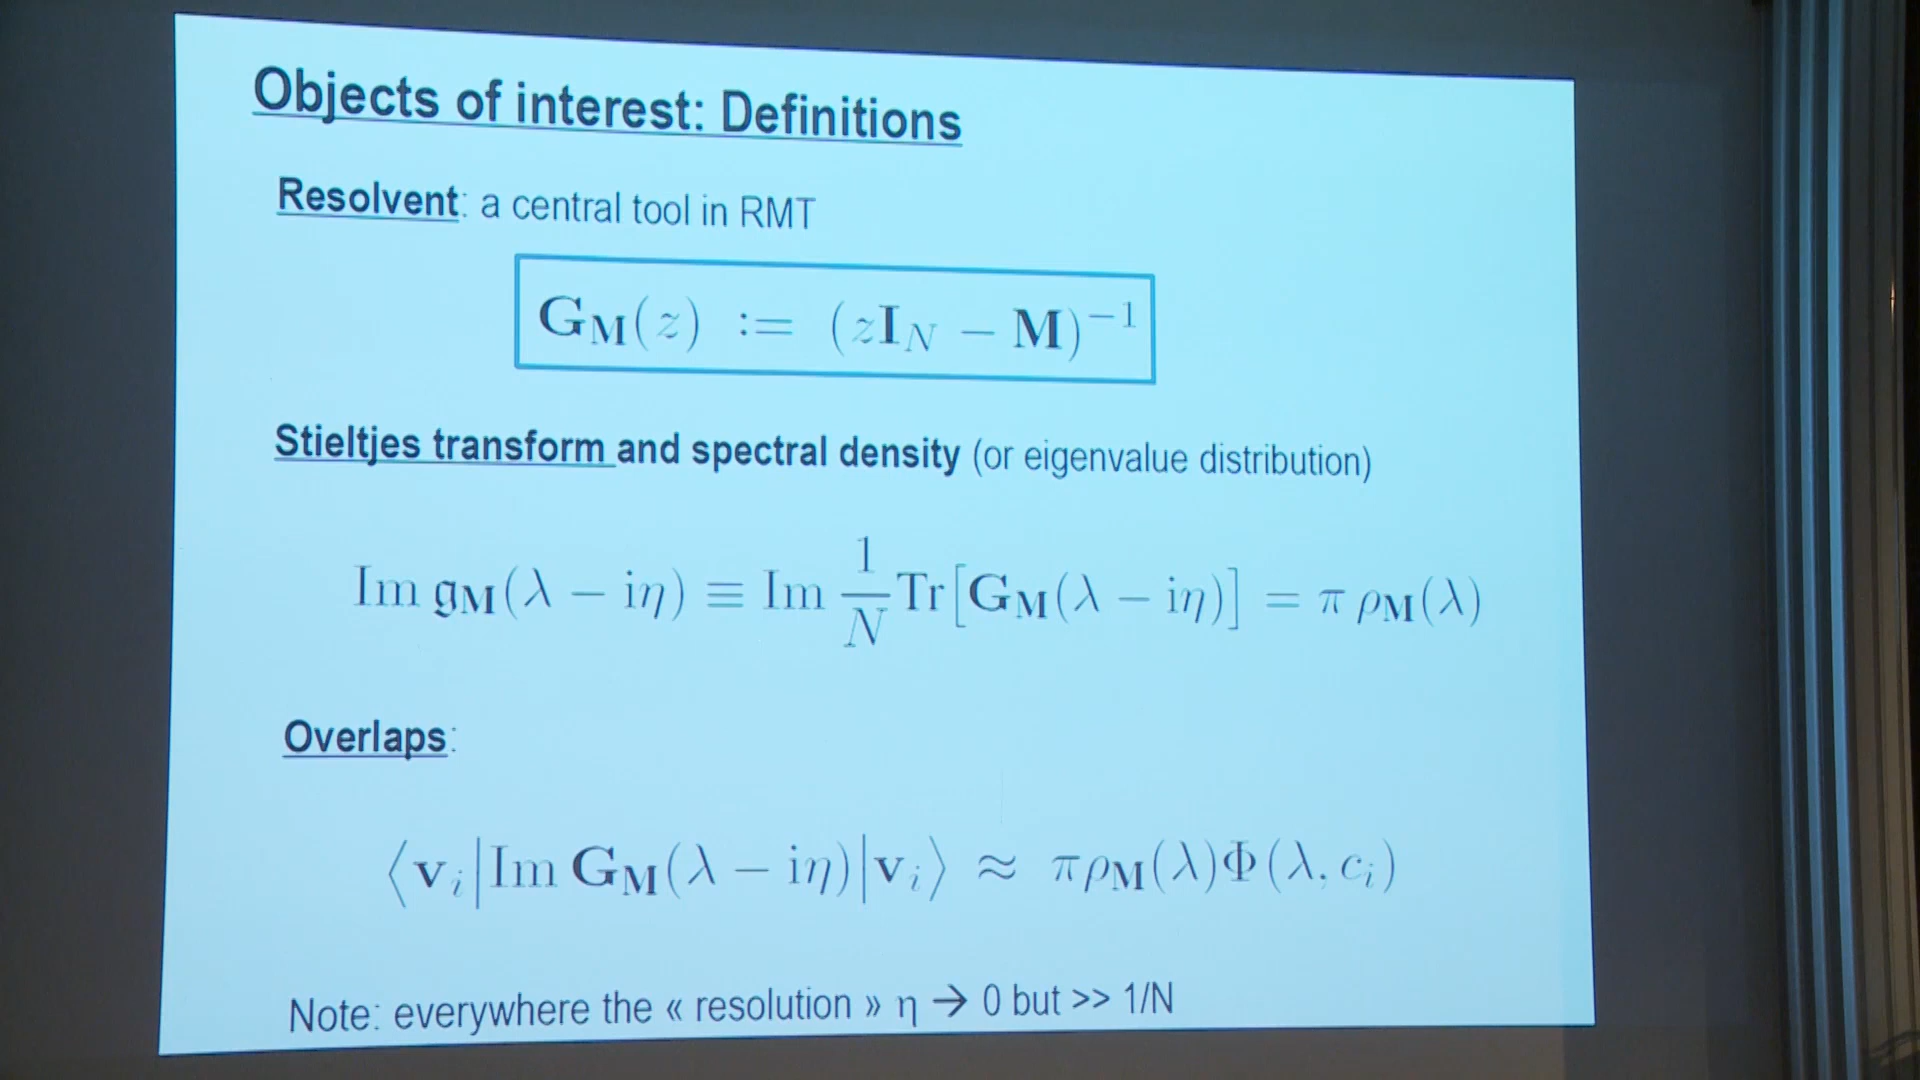 Objects of interest: Definitions
Resolvent: a central tool in RMT
G_M(z) := (zI_N − M)^{−1}
Stieltjes transform and spectral density (or eigenvalue distribution)
Im g_M(λ − iη) ≡ Im \frac{1}{N} Tr[G_M(λ − iη)] = π ρ_M(λ)
Overlaps:
⟨v_i|Im G_M(λ − iη)|v_i⟩ ≈ πρ_M(λ)Φ(λ, c_i)
Note: everywhere the « resolution » η → 0 but >> 1/N